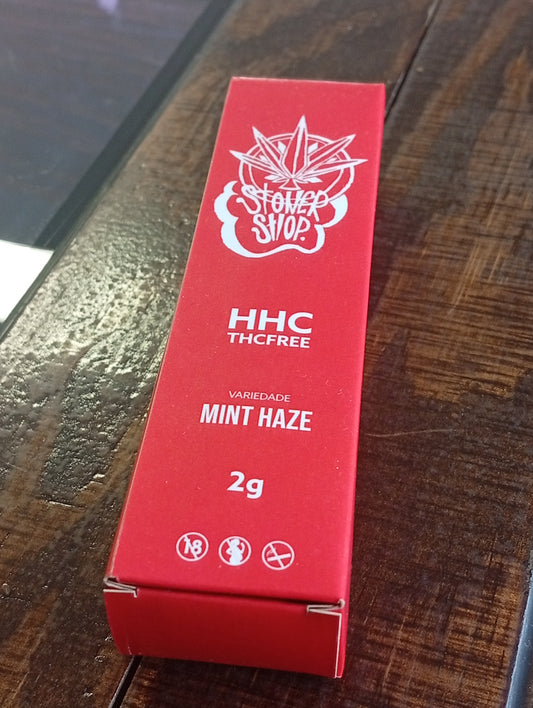 STONER
SHOP.
HHC
THCFREE
VARIEDADE
MINT HAZE
2g
18